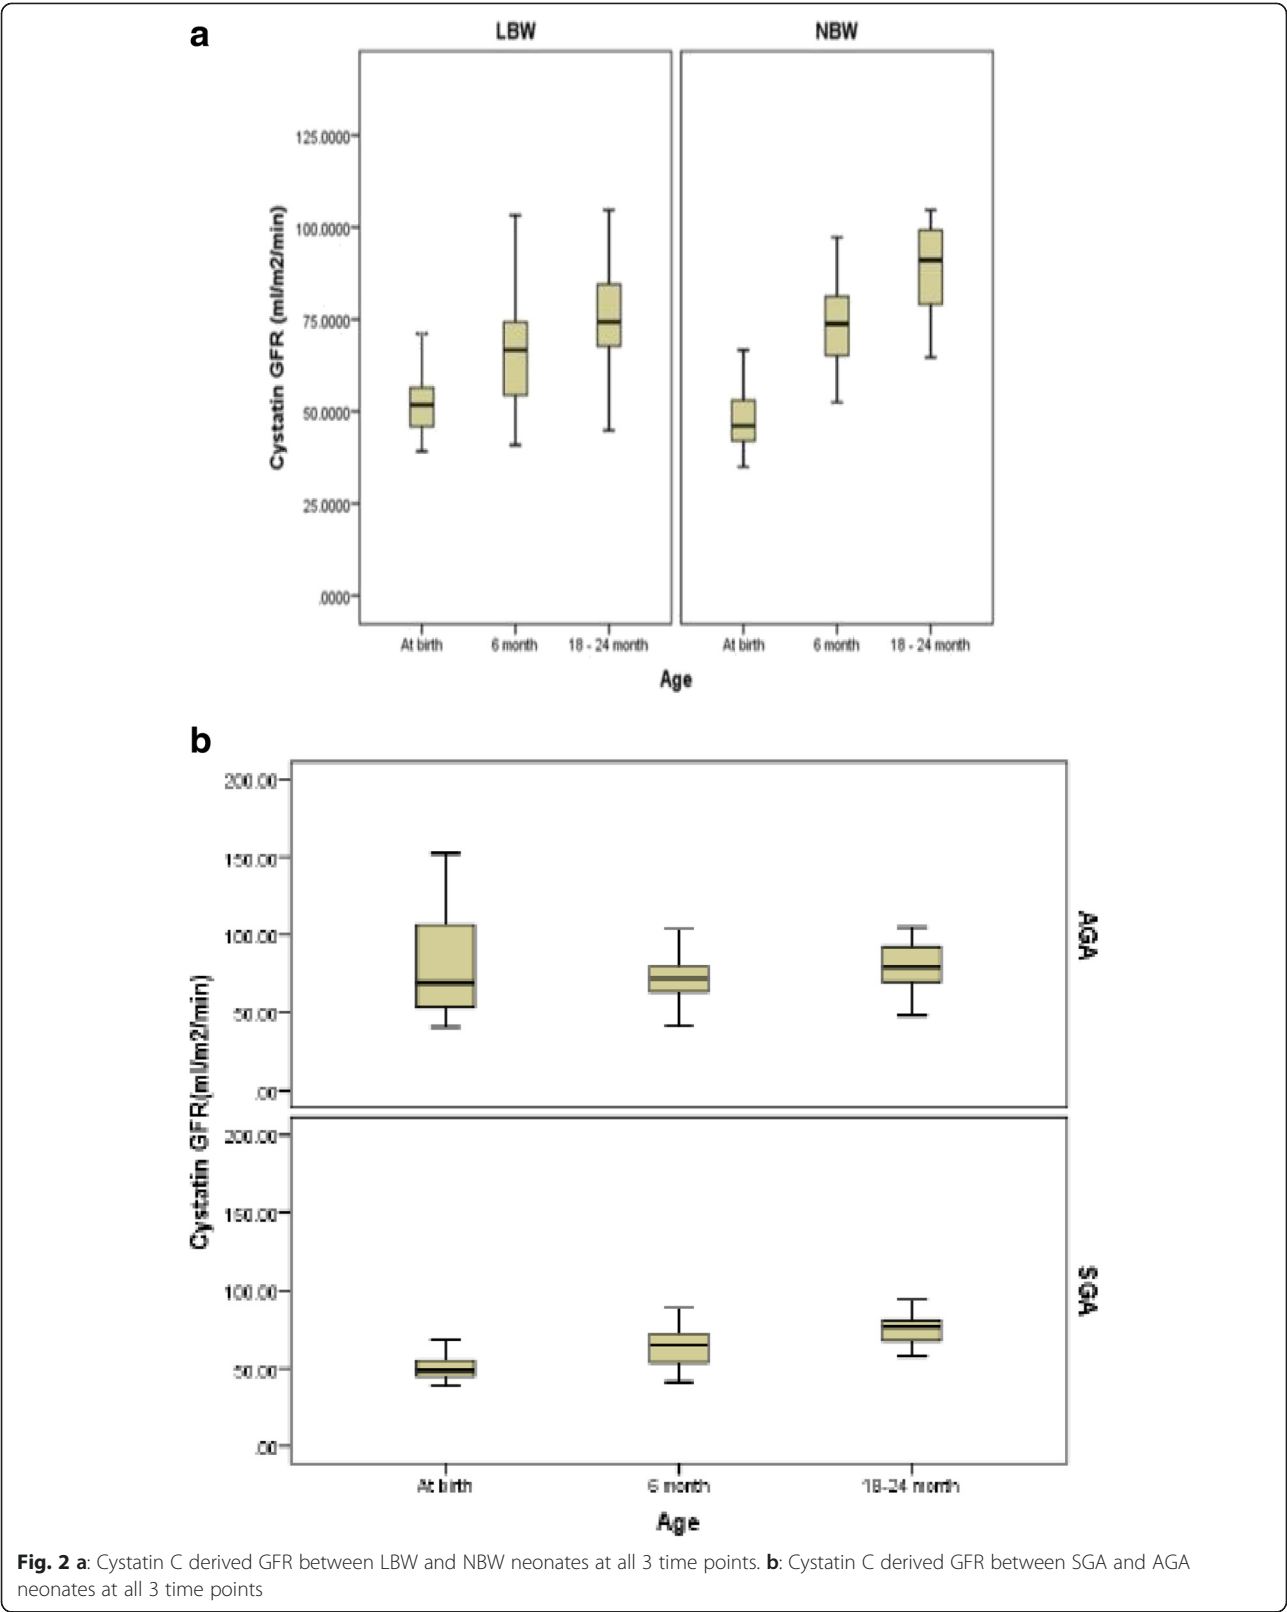 a
LBW NBW
125.0000
100.0000
75.0000
50.0000
25.0000
.0000
Cystatin GFR (ml/m2/min)
At birth 6 month 18 - 24 month At birth 6 month 18 - 24 month
Age
b
200.00
150.00
100.00
50.00
.00
AGA
Cystatin GFR(ml/m2/min)
200.00
150.00
100.00
50.00
.00
SGA
At birth 6 month 18-24 month
Age
Fig. 2 a: Cystatin C derived GFR between LBW and NBW neonates at all 3 time points. b: Cystatin C derived GFR between SGA and AGA
neonates at all 3 time points